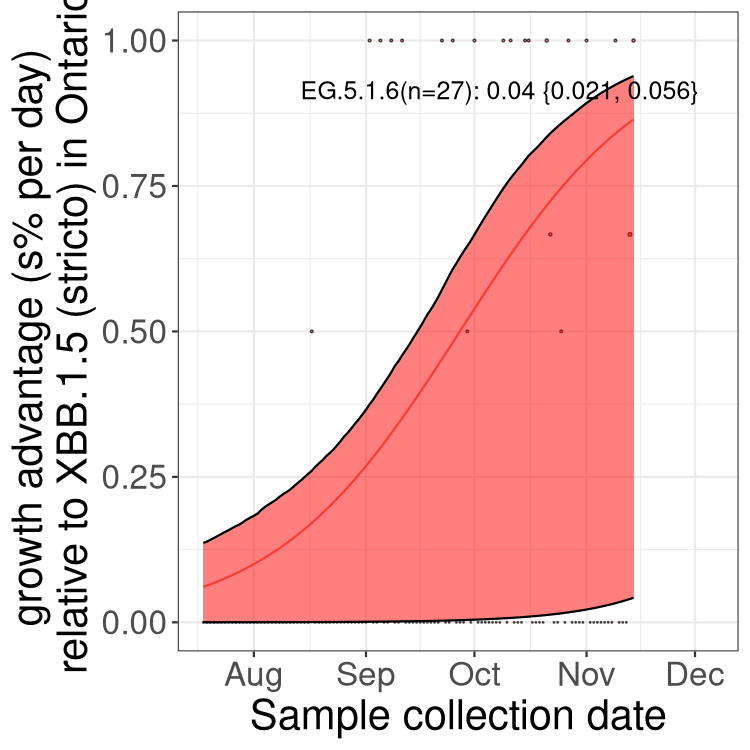 growth advantage (s% per day)
relative to XBB.1.5 (stricto) in Ontario
1.00
0.75
0.50
0.25
0.00
EG.5.1.6(n=27): 0.04 {0.021, 0.056}
Aug Sep Oct Nov Dec
Sample collection date